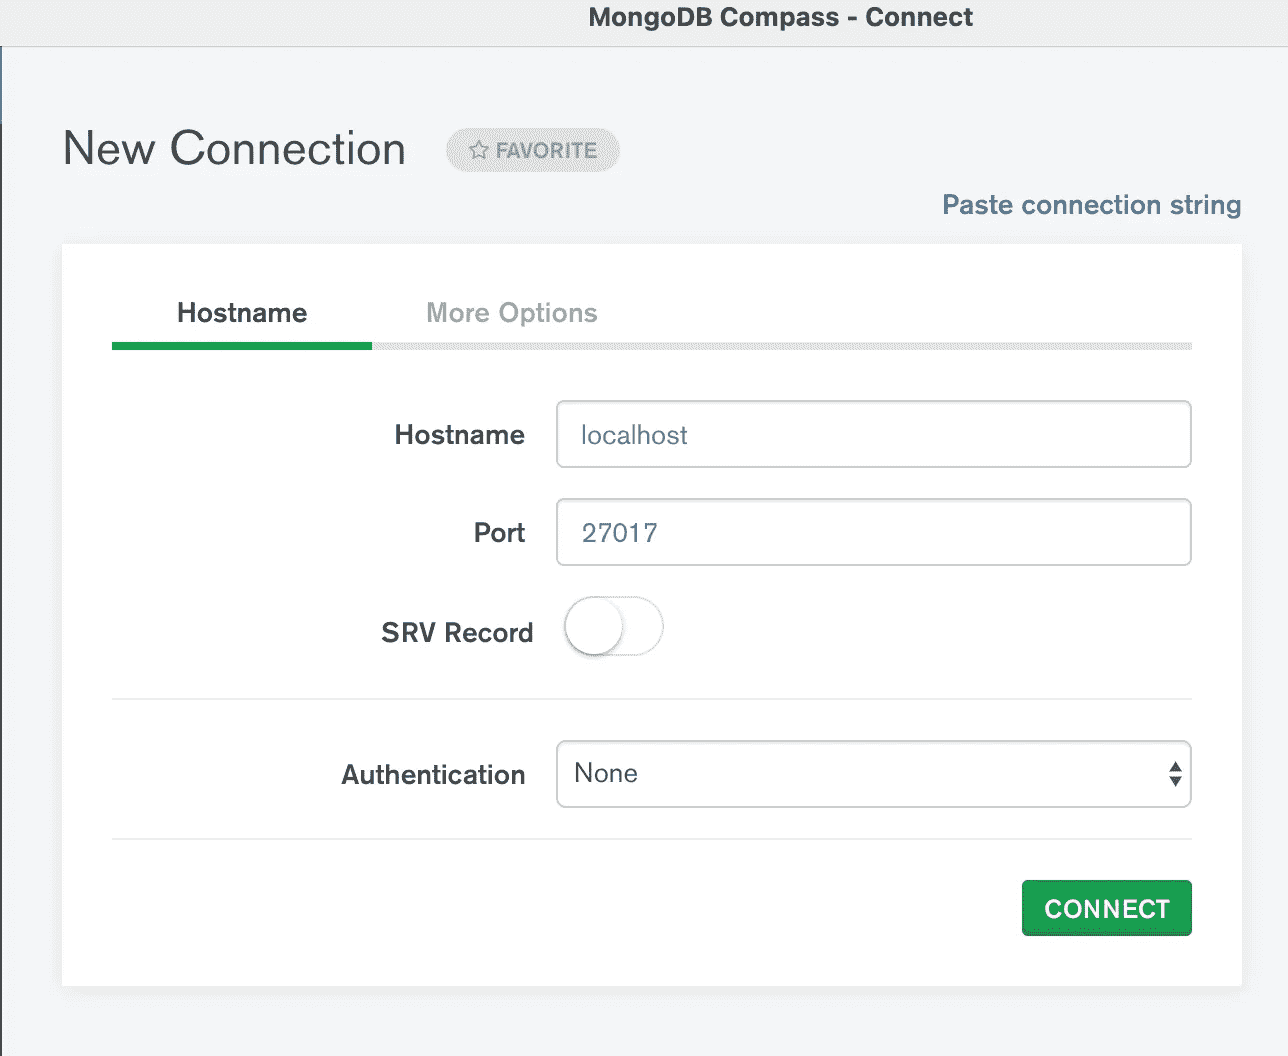 MongoDB Compass - Connect
New Connection
FAVORITE
Paste connection string
Hostname
More Options
Hostname
localhost
Port
27017
SRV Record
Authentication
None
CONNECT